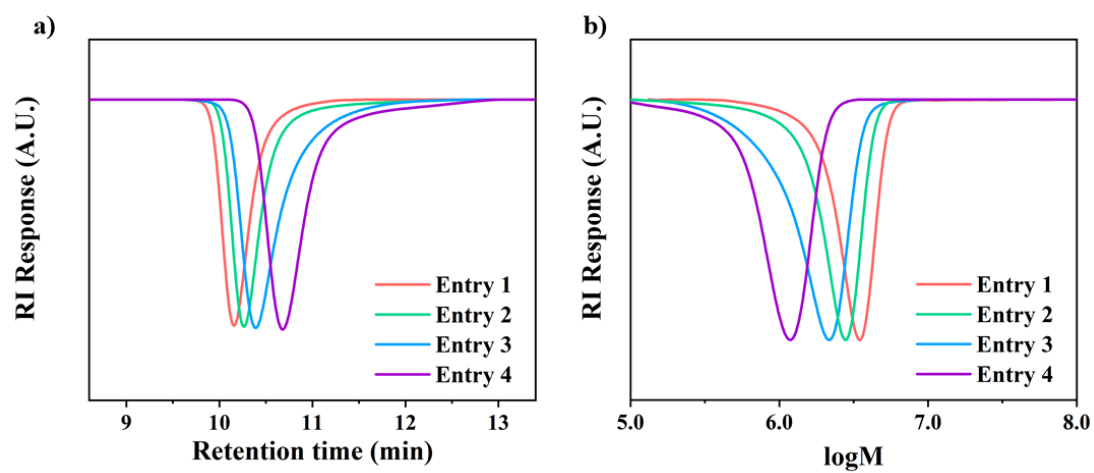 a)
RI Response (A.U.)
Entry 1
Entry 2
Entry 3
Entry 4
9 10 11 12 13
Retention time (min)
b)
RI Response (A.U.)
Entry 1
Entry 2
Entry 3
Entry 4
5.0 6.0 7.0 8.0
logM